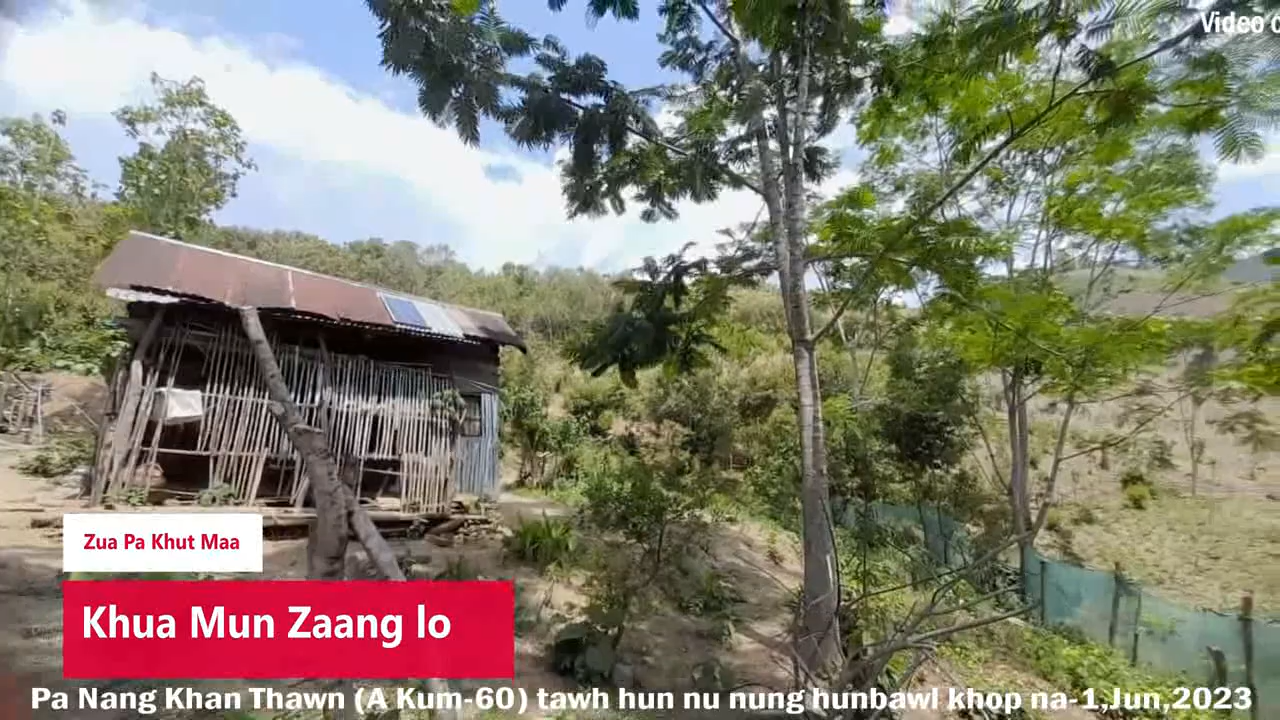 Video
Zua Pa Khut Maa
Khua Mun Zaang lo
Pa Nang Khan Thawn (A Kum-60) tawh hun nu nung hunbawl khop na-1,Jun,2023